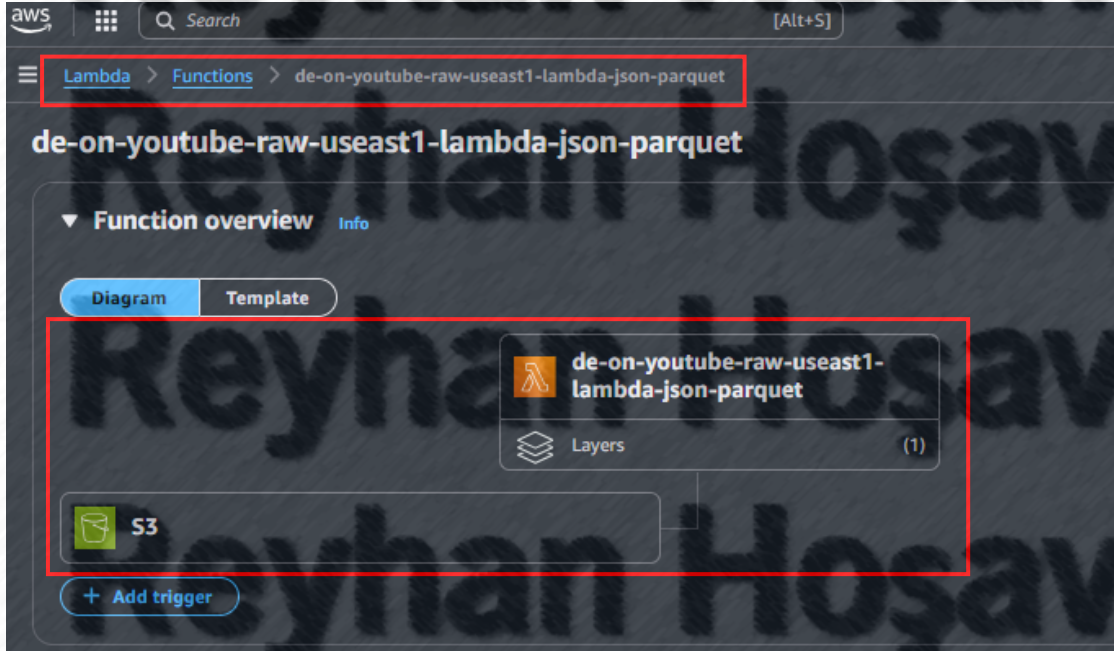 aws
Search [Alt+S]
Lambda > Functions > de-on-youtube-raw-useast1-lambda-json-parquet
de-on-youtube-raw-useast1-lambda-json-parquet
Reyhan Hoşav
Function overview Info
Diagram Template
Reyhan Hoşav
de-on-youtube-raw-useast1-
lambda-json-parquet
Layers (1)
S3
Reyhan Hoşav
+ Add trigger